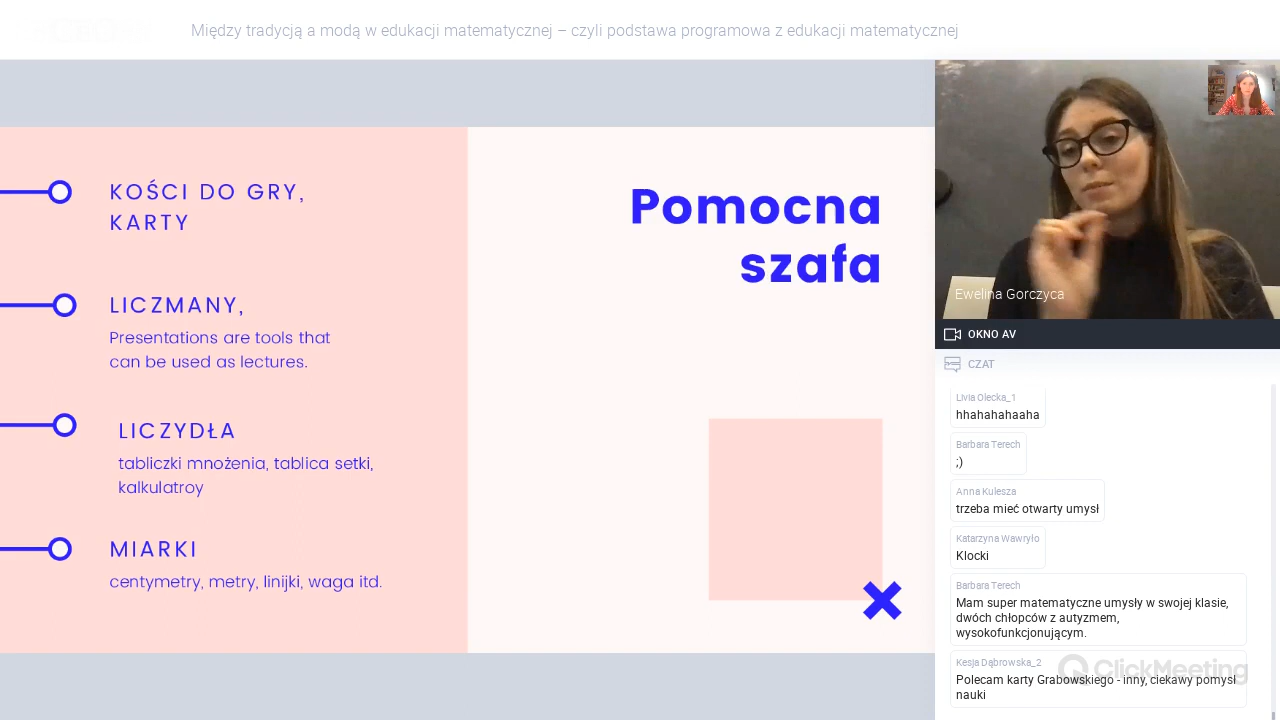 Między tradycją a modą w edukacji matematycznej – czyli podstawa programowa z edukacji matematycznej
KOŚCI DO GRY,
KARTY
LICZMANY,
Presentations are tools that
can be used as lectures.
LICZYDŁA
tabliczki mnożenia, tablica setki,
kalkulatroy
MIARKI
centymetry, metry, linijki, waga itd.
Pomocna
szafa
Ewelina Gorczyca
OKNO AV
CZAT
Livia Olecka_1
hhahahahaaha
Barbara Terech
;)
Anna Kulesza
trzeba mieć otwarty umysł
Katarzyna Wawryło
Klocki
Barbara Terech
Mam super matematyczne umysły w swojej klasie,
dwóch chłopców z autyzmem,
wysokofunkcjonującym.
Kesja Dąbrowska_2
Polecam karty Grabowskiego - inny, ciekawy pomysł
nauki
ClickMeeting